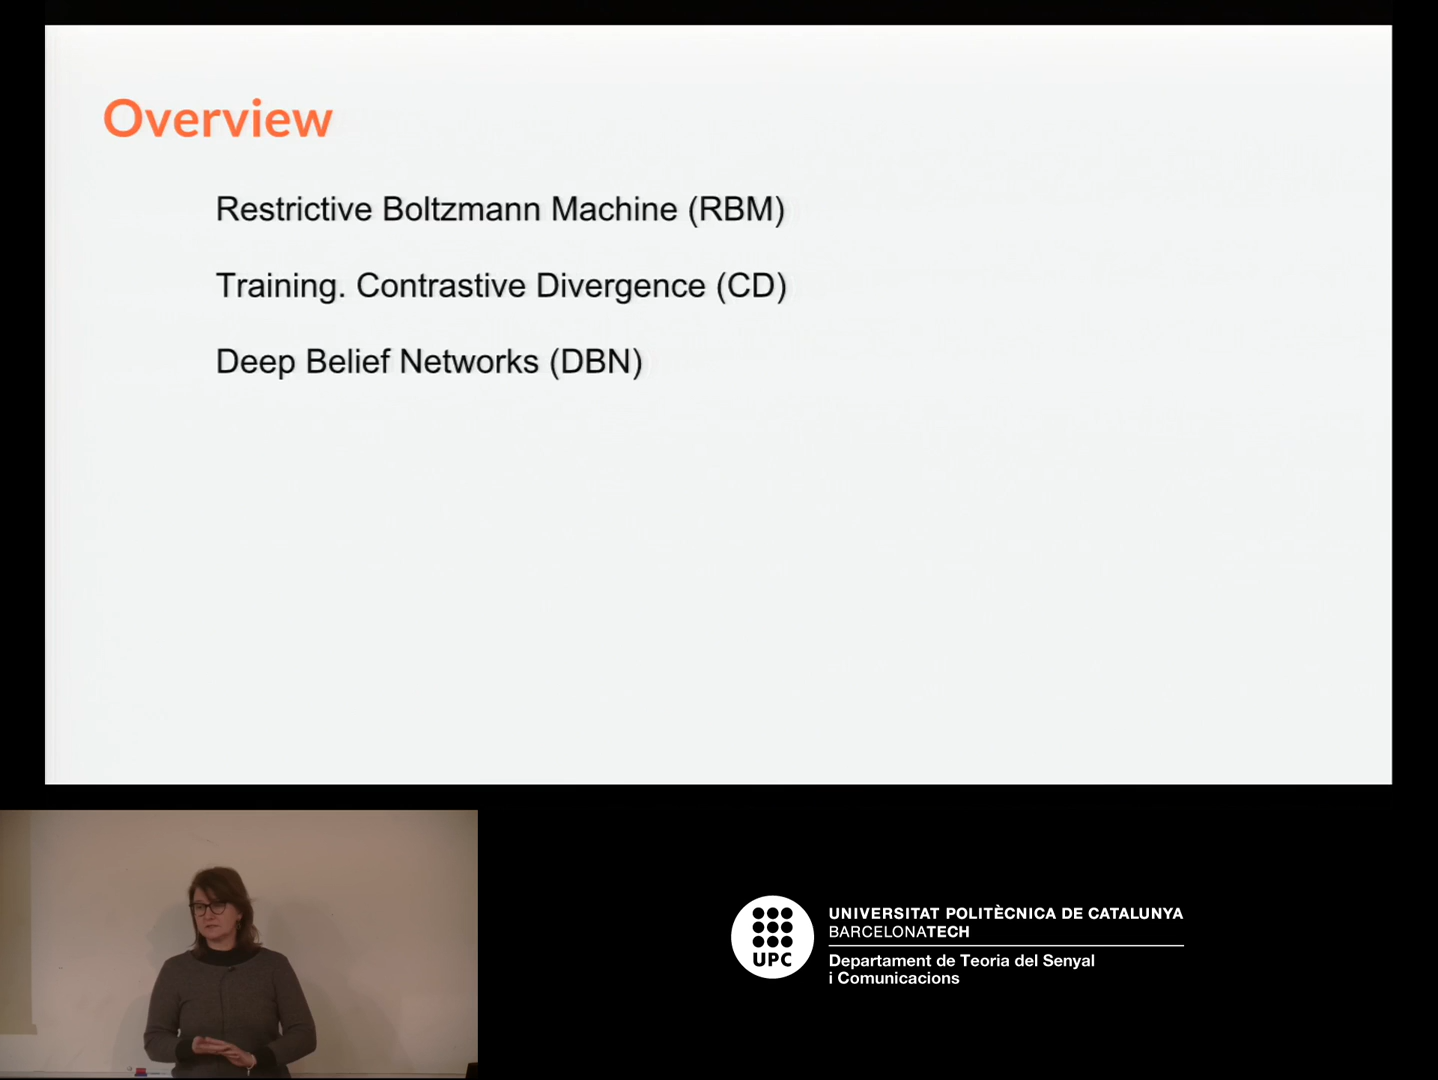 Overview
Restrictive Boltzmann Machine (RBM)
Training. Contrastive Divergence (CD)
Deep Belief Networks (DBN)
UPC
UNIVERSITAT POLITÈCNICA DE CATALUNYA
BARCELONATECH
Departament de Teoria del Senyal
i Comunicacions